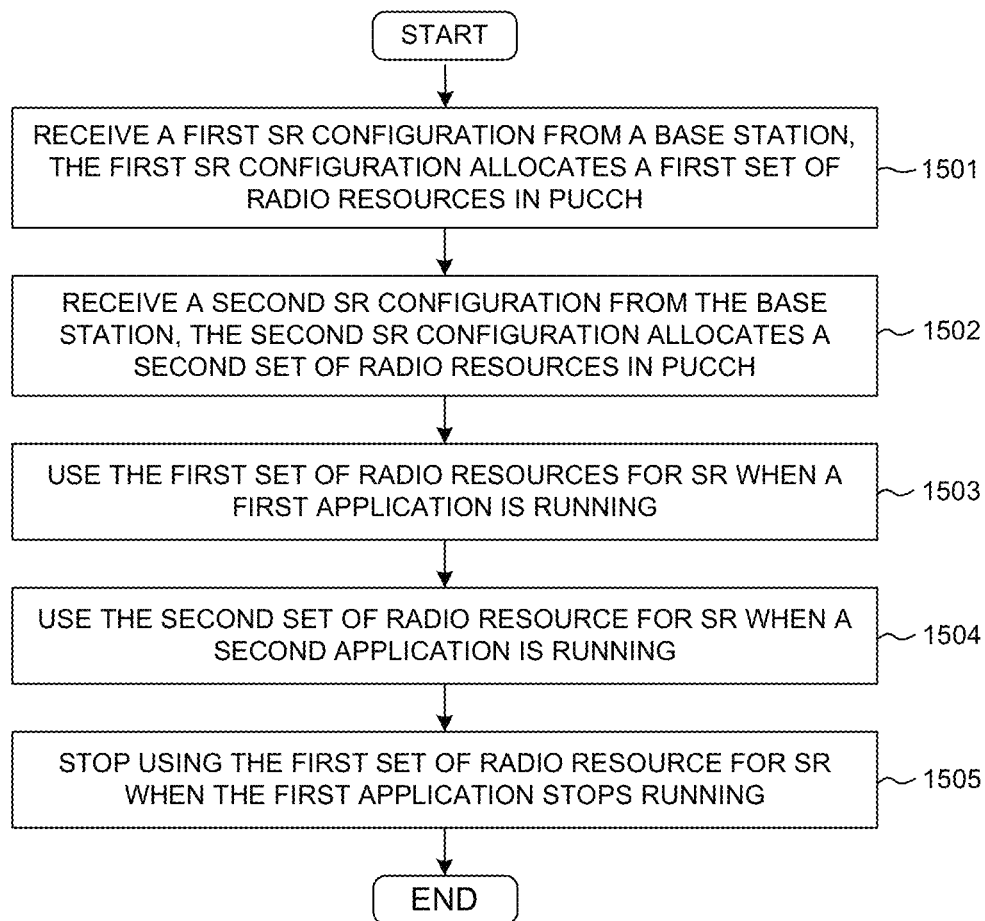 START
RECEIVE A FIRST SR CONFIGURATION FROM A BASE STATION,
THE FIRST SR CONFIGURATION ALLOCATES A FIRST SET OF
RADIO RESOURCES IN PUCCH
1501
RECEIVE A SECOND SR CONFIGURATION FROM THE BASE
STATION, THE SECOND SR CONFIGURATION ALLOCATES A
SECOND SET OF RADIO RESOURCES IN PUCCH
1502
USE THE FIRST SET OF RADIO RESOURCES FOR SR WHEN A
FIRST APPLICATION IS RUNNING
1503
USE THE SECOND SET OF RADIO RESOURCE FOR SR WHEN A
SECOND APPLICATION IS RUNNING
1504
STOP USING THE FIRST SET OF RADIO RESOURCE FOR SR
WHEN THE FIRST APPLICATION STOPS RUNNING
1505
END